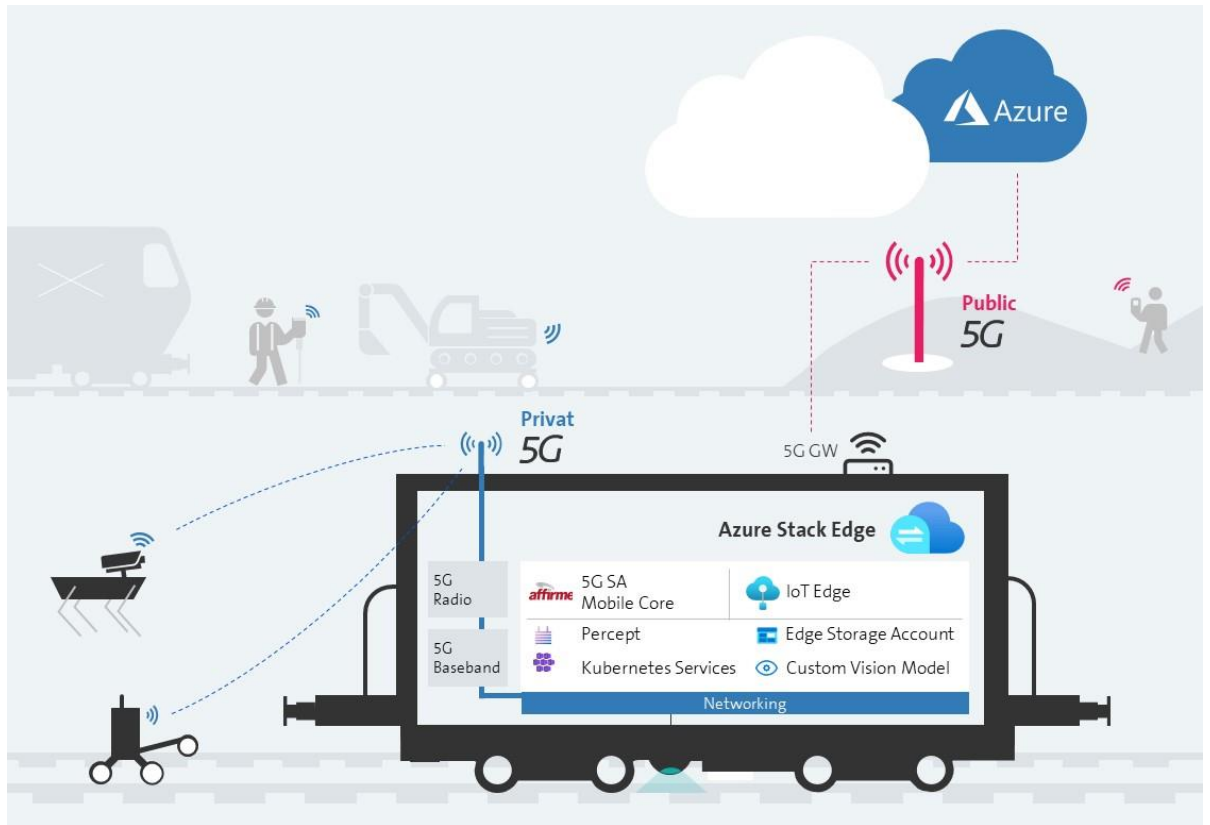 Azure
Public
5G
Privat
5G
5G GW
Azure Stack Edge
5G
Radio
affirme
5G SA
Mobile Core
IoT Edge
Percept
Edge Storage Account
5G
Baseband
Kubernetes Services
Custom Vision Model
Networking